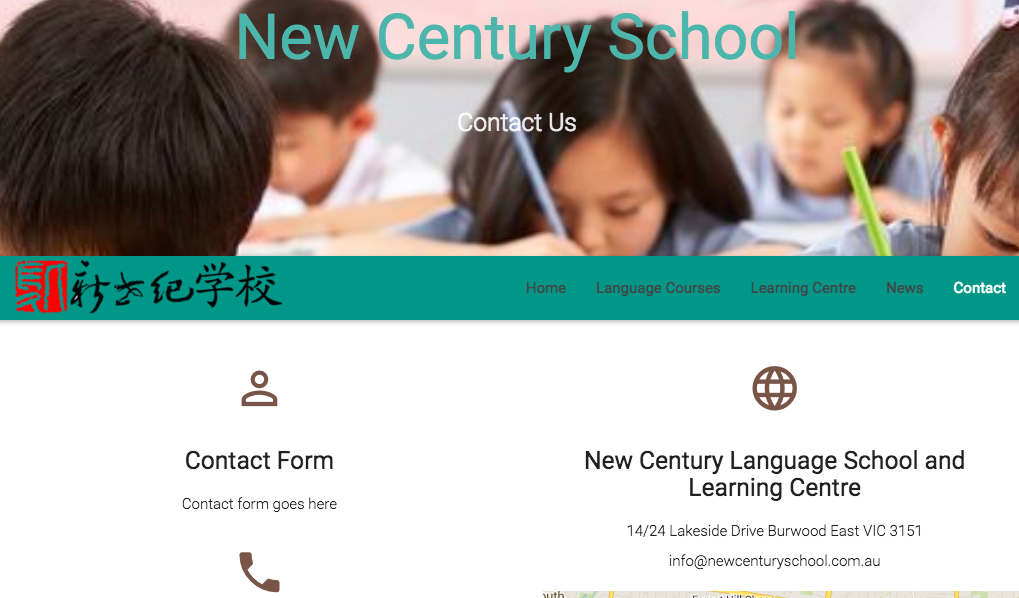 New Century School
Contact Us
新世纪学校
Home Language Courses Learning Centre News Contact
Contact Form
Contact form goes here
New Century Language School and
Learning Centre
14/24 Lakeside Drive Burwood East VIC 3151
info@newcenturyschool.com.au